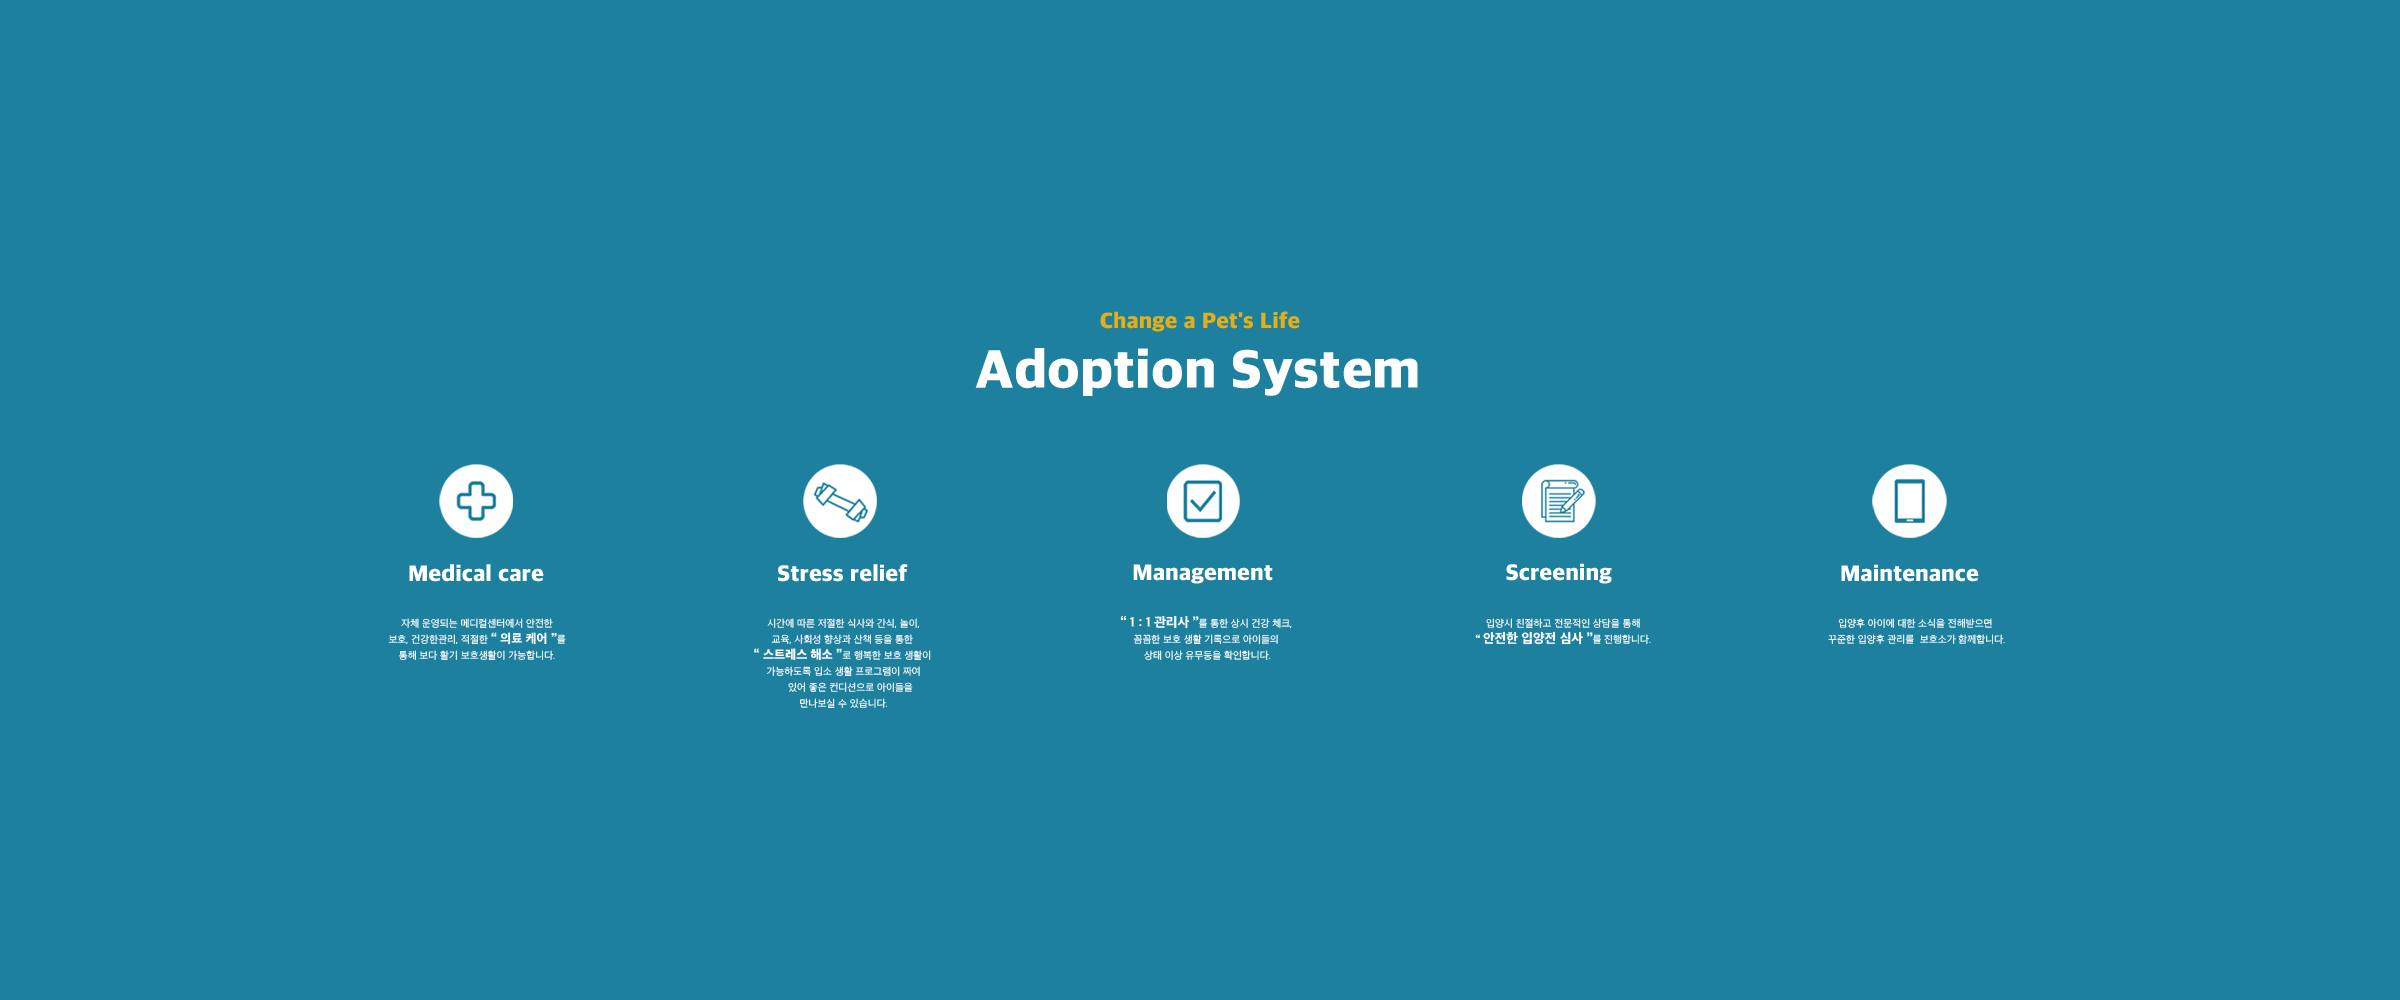 Change a Pet's Life
Adoption System
Medical care
자체 운영되는 메디컬센터에서 안전한
보호, 건강한관리, 적절한 “ 의료 케어 ”를
통해 보다 활기 보호생활이 가능합니다.
Stress relief
시간에 따른 저절한 식사와 간식, 놀이,
교육, 사회성 향상과 산책 등을 통한
“ 스트레스 해소 ”로 행복한 보호 생활이
가능하도록 입소 생활 프로그램이 짜여
있어 좋은 컨디션으로 아이들을
만나보실 수 있습니다.
Management
“ 1 : 1 관리사 ”를 통한 상시 건강 체크,
꼼꼼한 보호 생활 기록으로 아이들의
상태 이상 유무등을 확인합니다.
Screening
입양시 친절하고 전문적인 상담을 통해
“ 안전한 입양전 심사 ”를 진행합니다.
Maintenance
입양후 아이에 대한 소식을 전해받으면
꾸준한 입양후 관리를 보호소가 함께합니다.